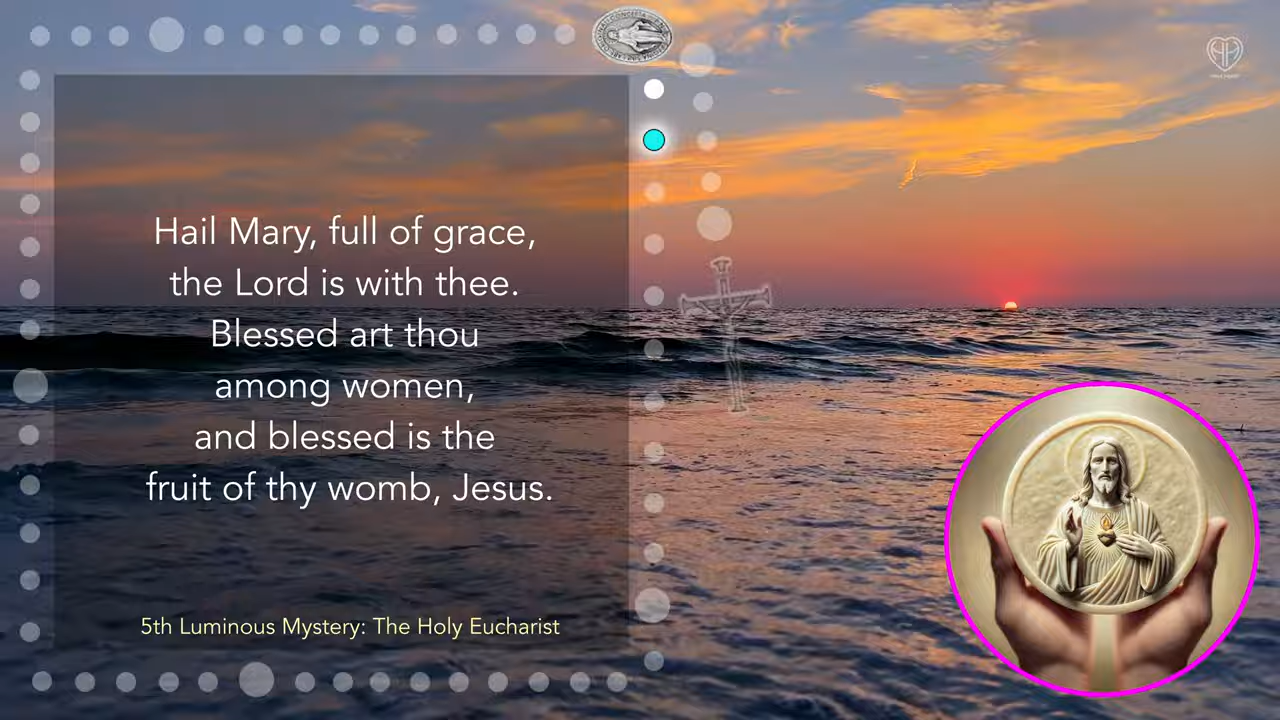 Hail Mary, full of grace,
the Lord is with thee.
Blessed art thou
among women,
and blessed is the
fruit of thy womb, Jesus.
5th Luminous Mystery: The Holy Eucharist